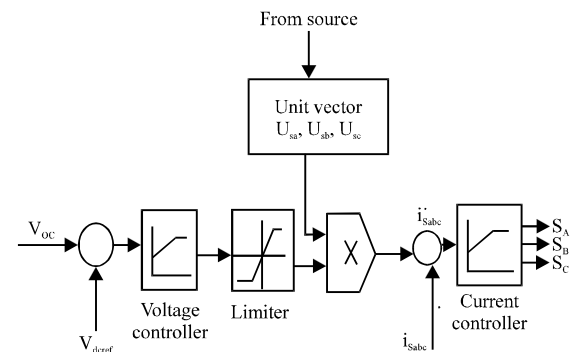 From source
Unit vector
Usa, Usb, Usc
VOC
i*Sabc
SA
SB
SC
X
Voltage
controller
Limiter
Current
controller
Vdcref
iSabc